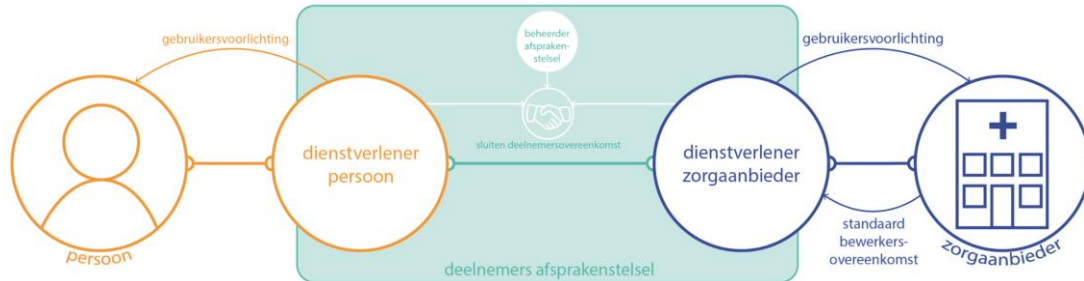 beheerder
afspraken-
stelsel
gebruikersvoorlichting
gebruikersvoorlichting
sluiten deelnemersovereenkomst
dienstverlener
persoon
dienstverlener
zorgaanbieder
persoon
standaard
bewerkers-
overeenkomst
zorgaanbieder
deelnemers afsprakenstelsel